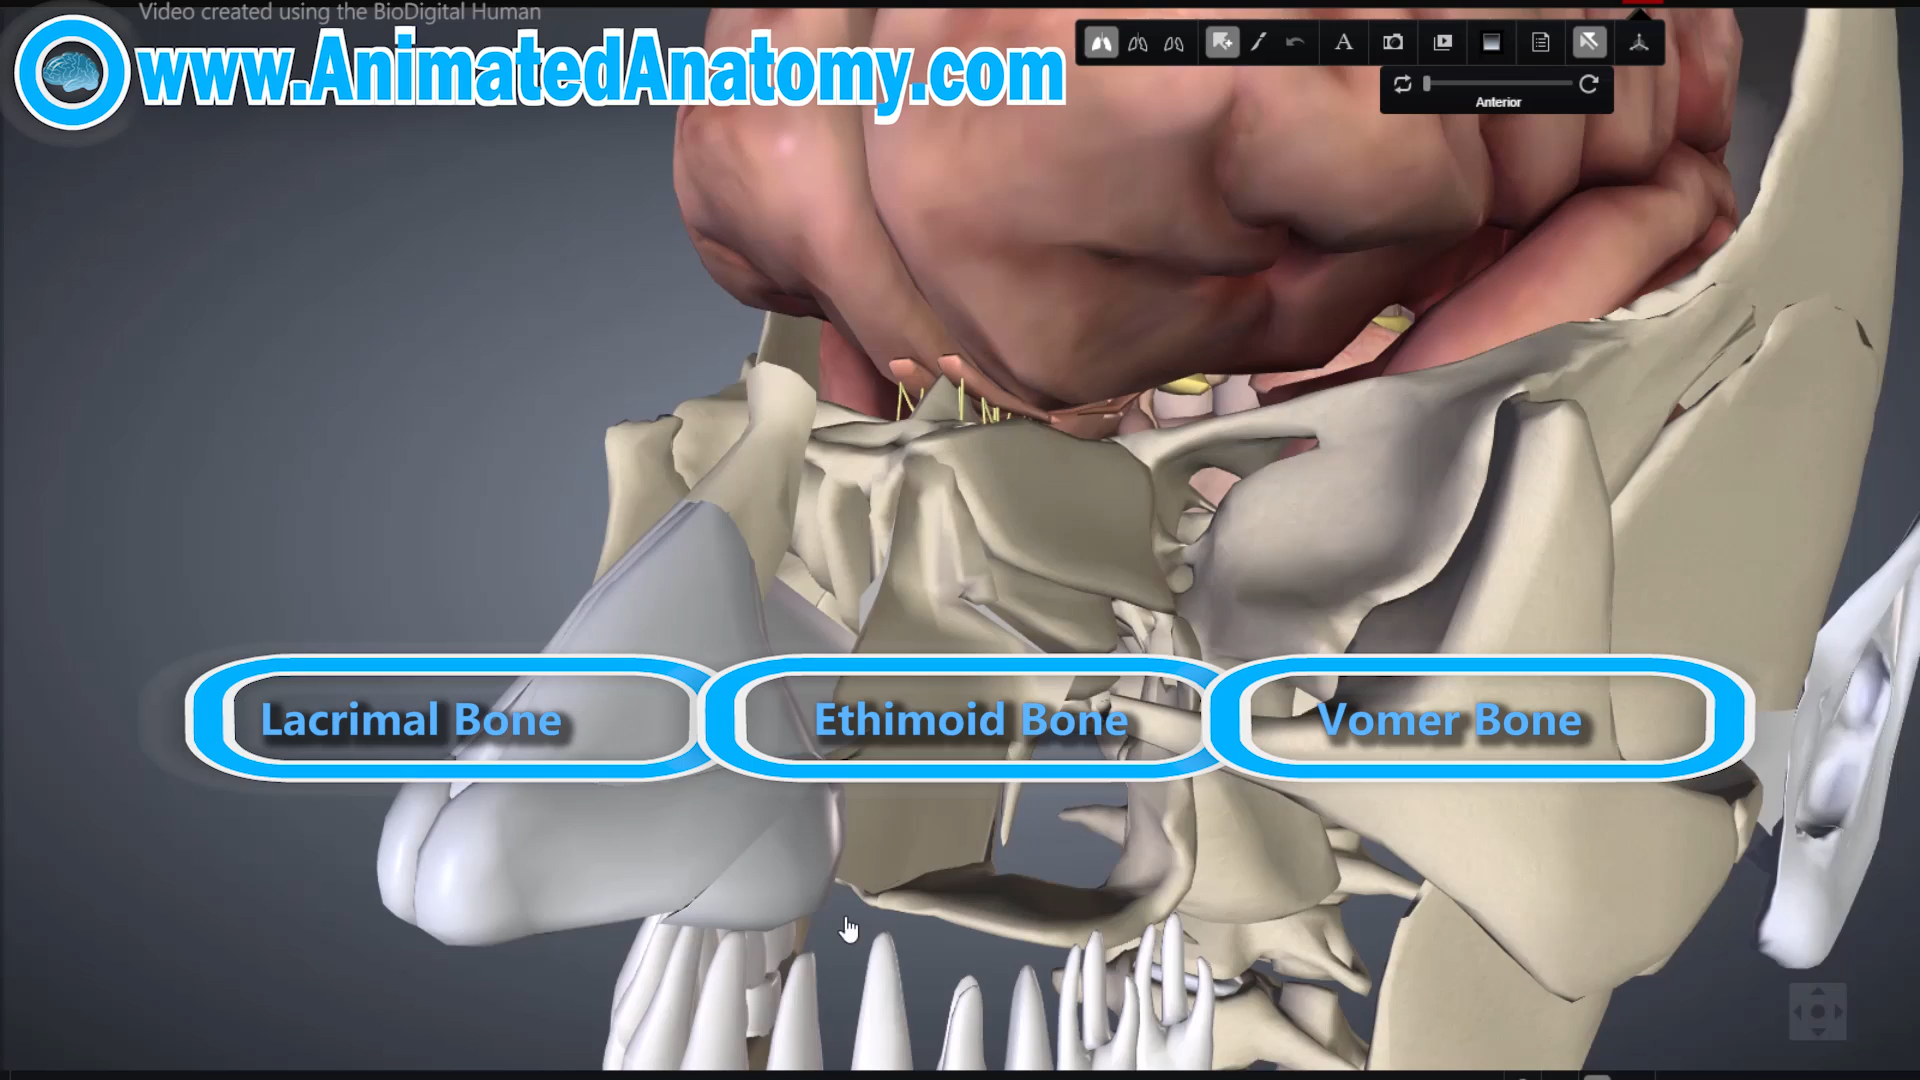 Video created using the BioDigital Human
www.AnimatedAnatomy.com
A
Anterior
Lacrimal Bone
Ethimoid Bone
Vomer Bone